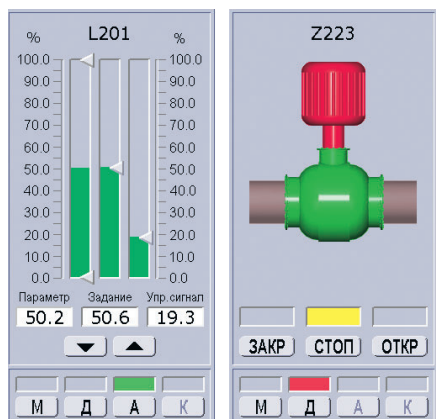 L201
% %
100.0 100.0
90.0 90.0
80.0 80.0
70.0 70.0
60.0 60.0
50.0 50.0
40.0 40.0
30.0 30.0
20.0 20.0
10.0 10.0
0.0 0.0
Параметр Задание Упр.сигнал
50.2 50.6 19.3
М Д А К
Z223
ЗАКР СТОП ОТКР
М Д А К